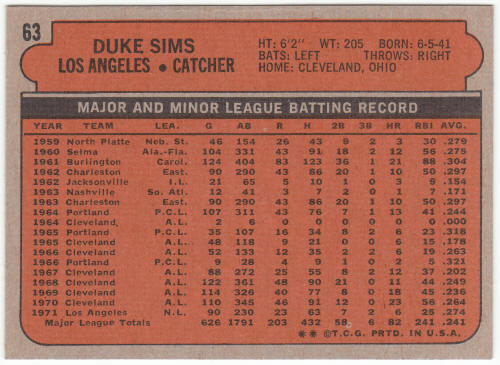 63
DUKE SIMS
LOS ANGELES • CATCHER
HT: 6'2" WT: 205 BORN: 6-5-41
BATS: LEFT THROWS: RIGHT
HOME: CLEVELAND, OHIO
MAJOR AND MINOR LEAGUE BATTING RECORD
YEAR TEAM LEA. G AB R H 2B 3B HR RBI AVG.
1959 North Platte Neb. St. 46 154 26 43 9 2 3 30 .279
1960 Selma Ala.-Fla. 104 331 43 91 18 2 12 56 .275
1961 Burlington Carol. 124 404 83 123 36 1 21 88 .304
1962 Charleston East. 90 290 43 86 20 1 10 50 .297
1962 Jacksonville I.L. 21 65 5 10 1 0 3 9 .154
1963 Nashville So. Atl. 12 41 3 7 2 0 1 7 .171
1963 Charleston East. 90 290 43 86 20 1 10 50 .297
1964 Portland P.C.L. 107 311 43 76 7 1 13 41 .244
1964 Cleveland, A.L. 2 6 0 0 0 0 0 0 .000
1965 Portland P.C.L. 35 107 16 34 8 2 6 23 .318
1965 Cleveland A.L. 48 118 9 21 0 0 6 15 .178
1966 Cleveland A.L. 52 133 12 35 2 2 6 19 .263
1966 Portland P.C.L. 16 53 9 17 2 0 2 12 .321
1967 Cleveland A.L. 88 272 25 55 8 2 12 37 .202
1968 Cleveland A.L. 122 361 48 90 21 0 11 44 .249
1969 Cleveland A.L. 114 326 40 77 8 0 18 45 .236
1970 Cleveland A.L. 110 345 46 91 12 0 23 56 .264
1971 Los Angeles N.L. 90 230 23 63 7 2 6 25 .274
Major League Totals 626 1791 203 432 58 6 82 241 .241
** ©T.C.G. PRTD. IN U.S.A.